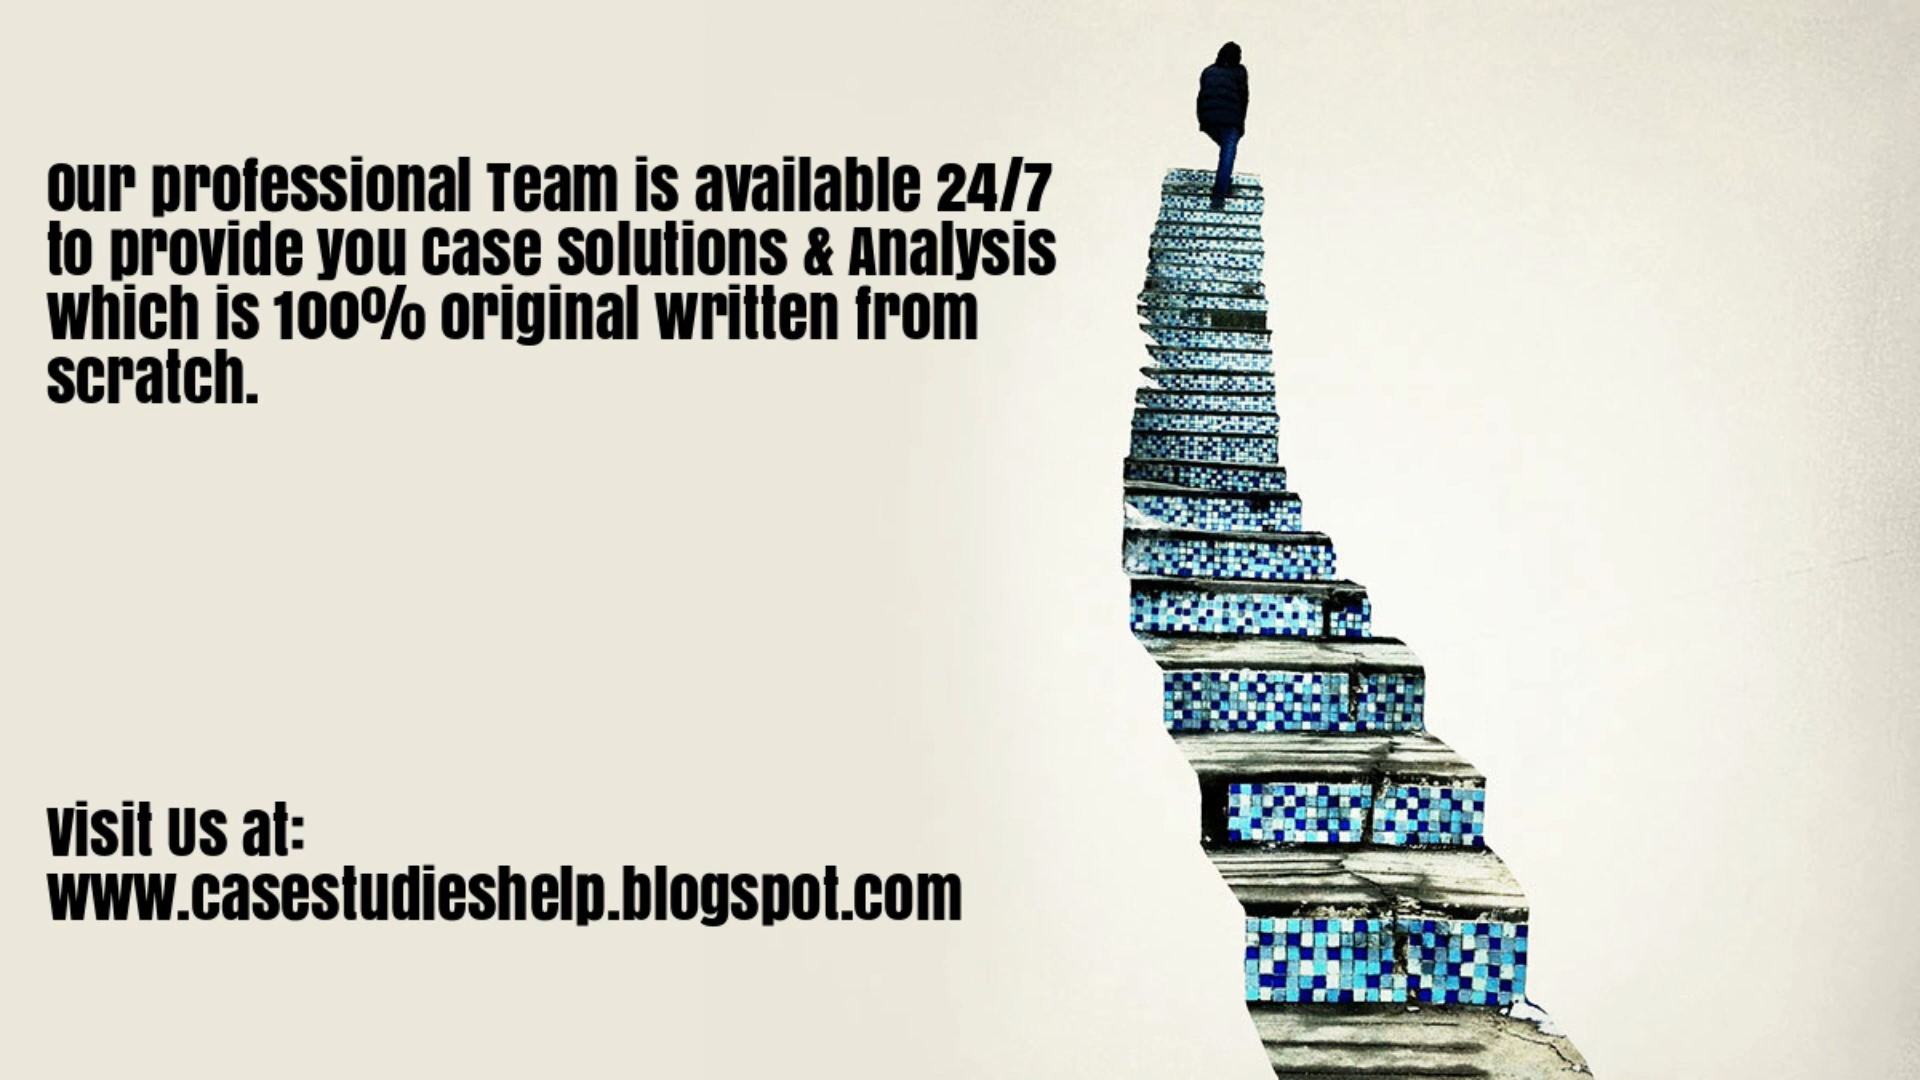 Our professional Team is available 24/7
to provide you Case Solutions & Analysis
which is 100% original written from
scratch.
Visit Us at:
www.casestudieshelp.blogspot.com